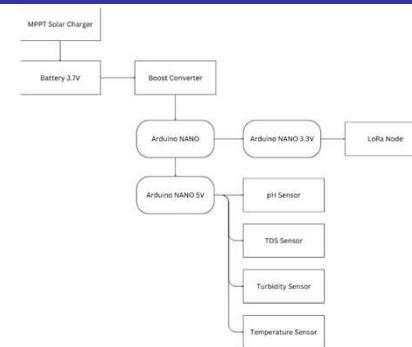 MPPT Solar Charger
Battery 3.7V
Boost Converter
Arduino NANO
Arduino NANO 3.3V
LoRa Node
Arduino NANO 5V
pH Sensor
TDS Sensor
Turbidity Sensor
Temperature Sensor